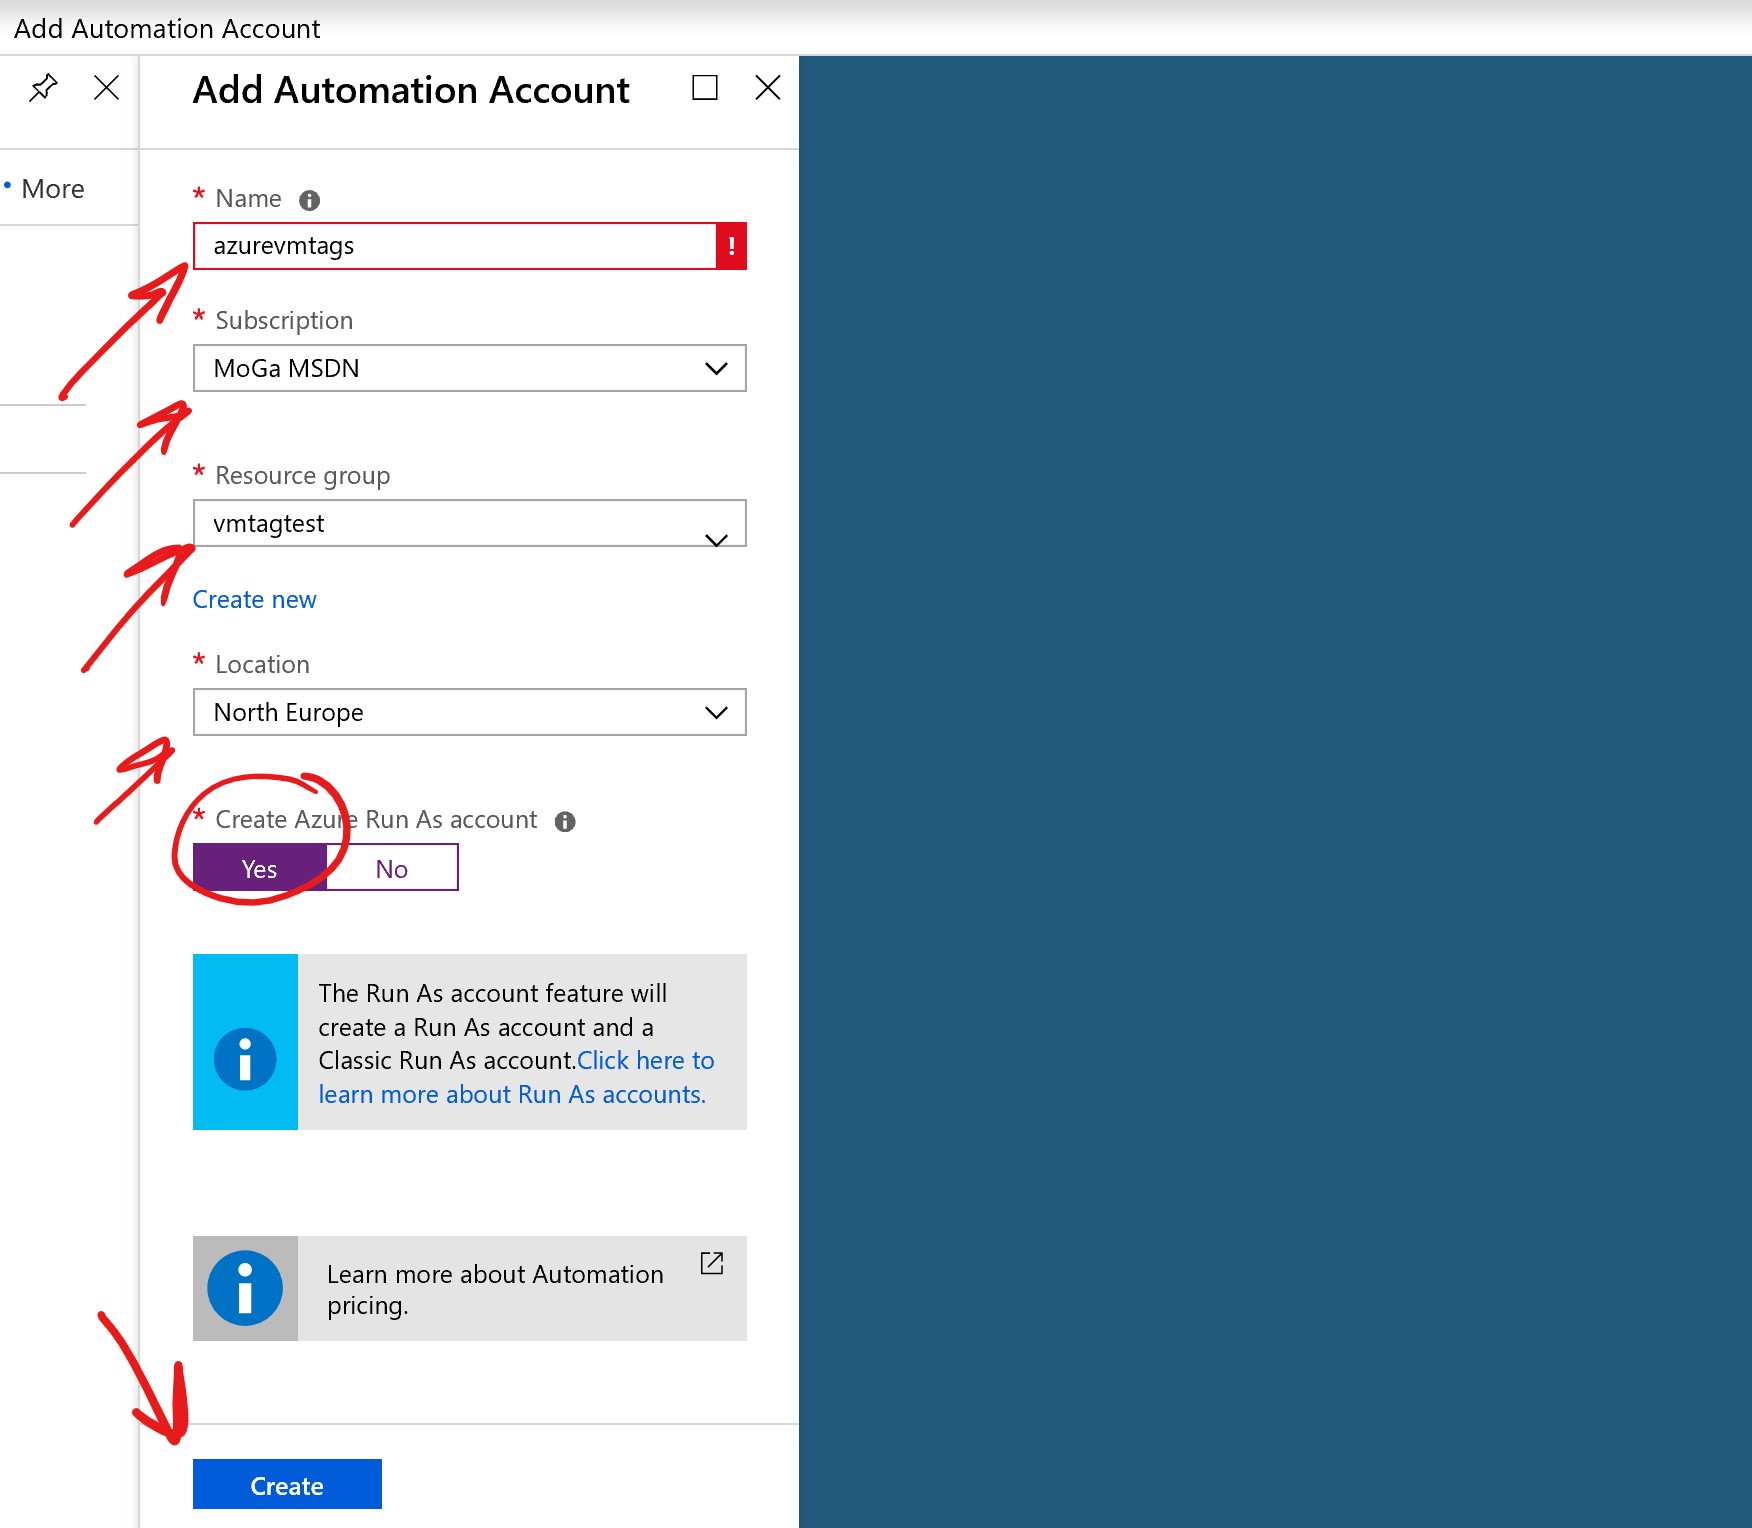 Add Automation Account
Add Automation Account
More
* Name
azurevmtags
!
* Subscription
MoGa MSDN
* Resource group
vmtagtest
Create new
* Location
North Europe
* Create Azure Run As account
Yes
No
The Run As account feature will
create a Run As account and a
Classic Run As account.Click here to
learn more about Run As accounts.
Learn more about Automation
pricing.
Create